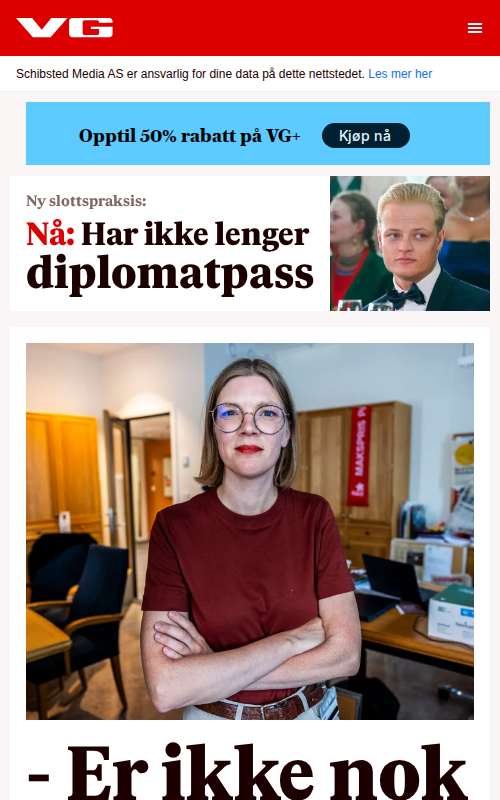 VG
Schibsted Media AS er ansvarlig for dine data på dette nettstedet. Les mer her
Opptil 50% rabatt på VG+
Kjøp nå
Ny slottspraksis:
Nå: Har ikke lenger
diplomatpass
MAKSPRIS
- Er ikke nok